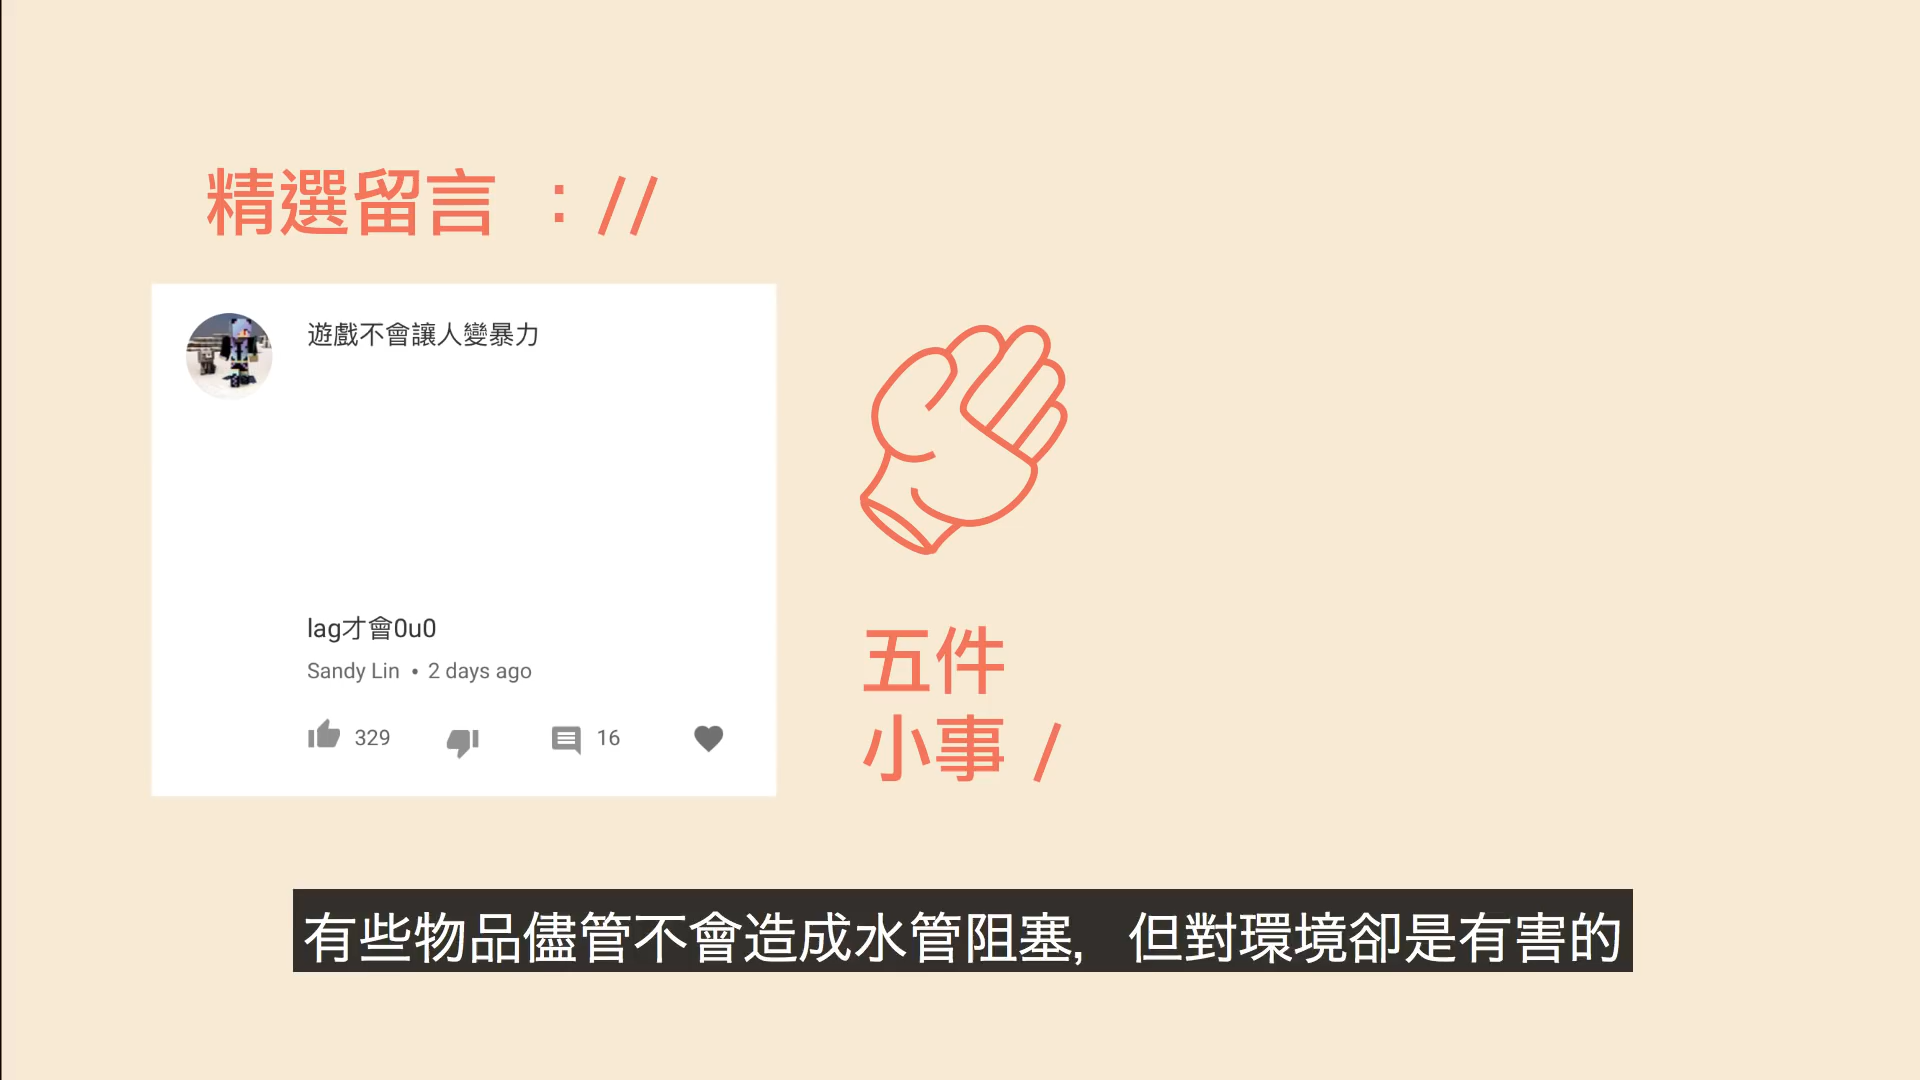 精選留言 ：//
遊戲不會讓人變暴力
lag才會0u0
Sandy Lin • 2 days ago
329
16
五件
小事 /
有些物品儘管不會造成水管阻塞, 但對環境卻是有害的